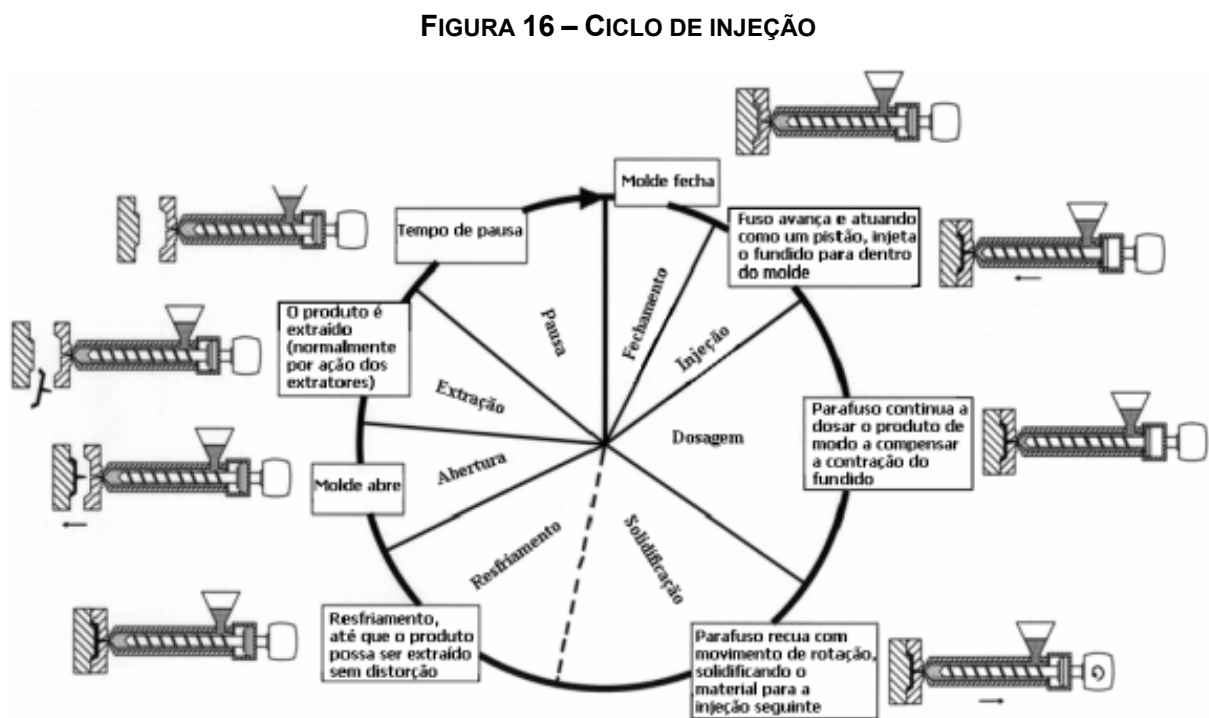 FIGURA 16 – CICLO DE INJEÇÃO
Molde fecha
Fuso avança e atuando
como um pistão, injeta
o fundido para dentro
do molde
Parafuso continua a
dosar o produto de
modo a compensar
a contração do
fundido
Parafuso recua com
movimento de rotação,
solidificando o
material para a
injeção seguinte
Resfriamento,
até que o produto
possa ser extraído
sem distorção
Molde abre
O produto é
extraído
(normalmente
por ação dos
extratores)
Tempo de pausa
Fechamento
Injeção
Dosagem
Solidificação
Resfriamento
Abertura
Extração
Pausa